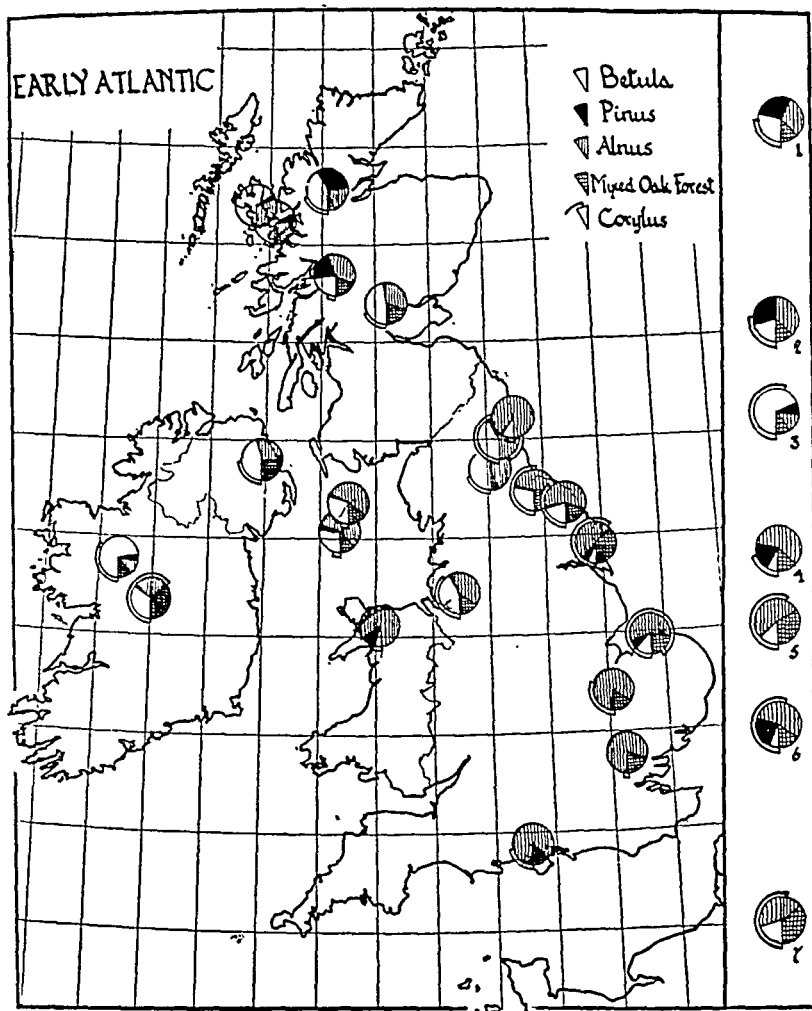 EARLY ATLANTIC
Betula
Pinus
Alnus
Mixed Oak Forest
Corylus
1
2
3
4
5
6
7